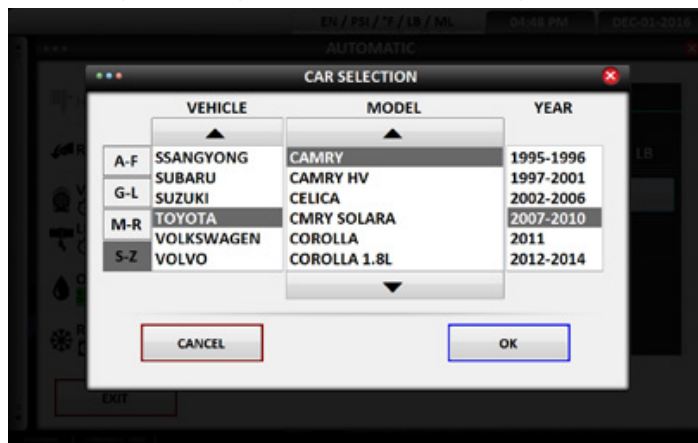 EN / PSI / °F / LB / ML 04:48 PM DEC-01-2016
AUTOMATIC
CAR SELECTION
VEHICLE MODEL YEAR
A-F
G-L
M-R
S-Z
SSANGYONG CAMRY 1995-1996
SUBARU CAMRY HV 1997-2001
SUZUKI CELICA 2002-2006
TOYOTA CMRY SOLARA 2007-2010
VOLKSWAGEN COROLLA 2011
VOLVO COROLLA 1.8L 2012-2014
LB
CANCEL OK
EXIT